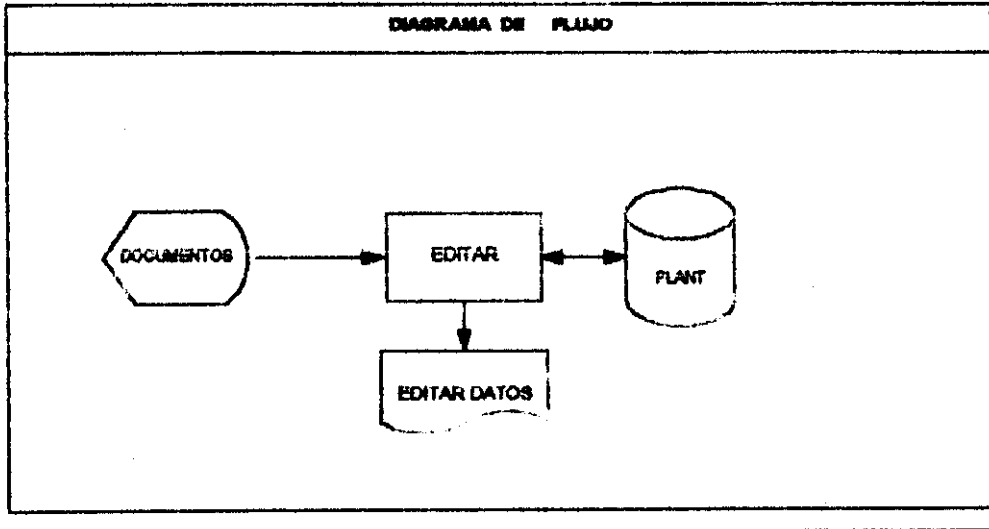 DIAGRAMA DE FLUJO
DOCUMENTOS
EDITAR
PLANT
EDITAR DATOS